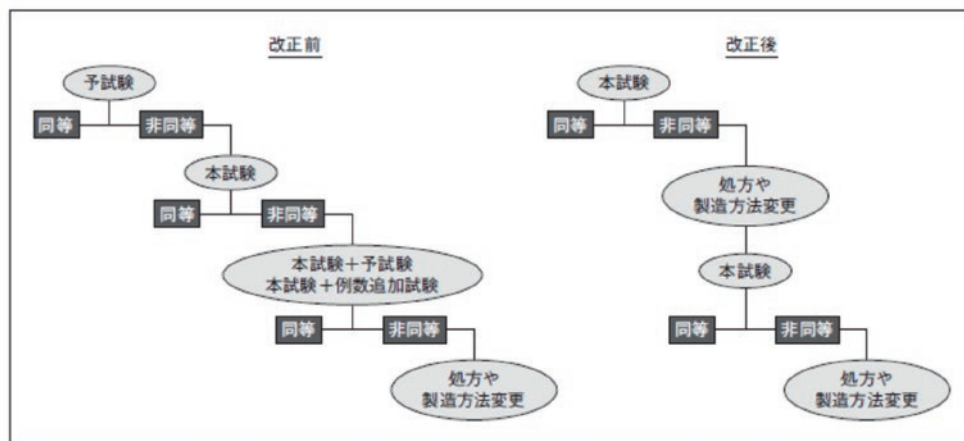 改正前
予試験
同等
非同等
本試験
同等
非同等
本試験＋予試験
本試験＋例数追加試験
同等
非同等
処方や
製造方法変更
改正後
本試験
同等
非同等
処方や
製造方法変更
本試験
同等
非同等
処方や
製造方法変更